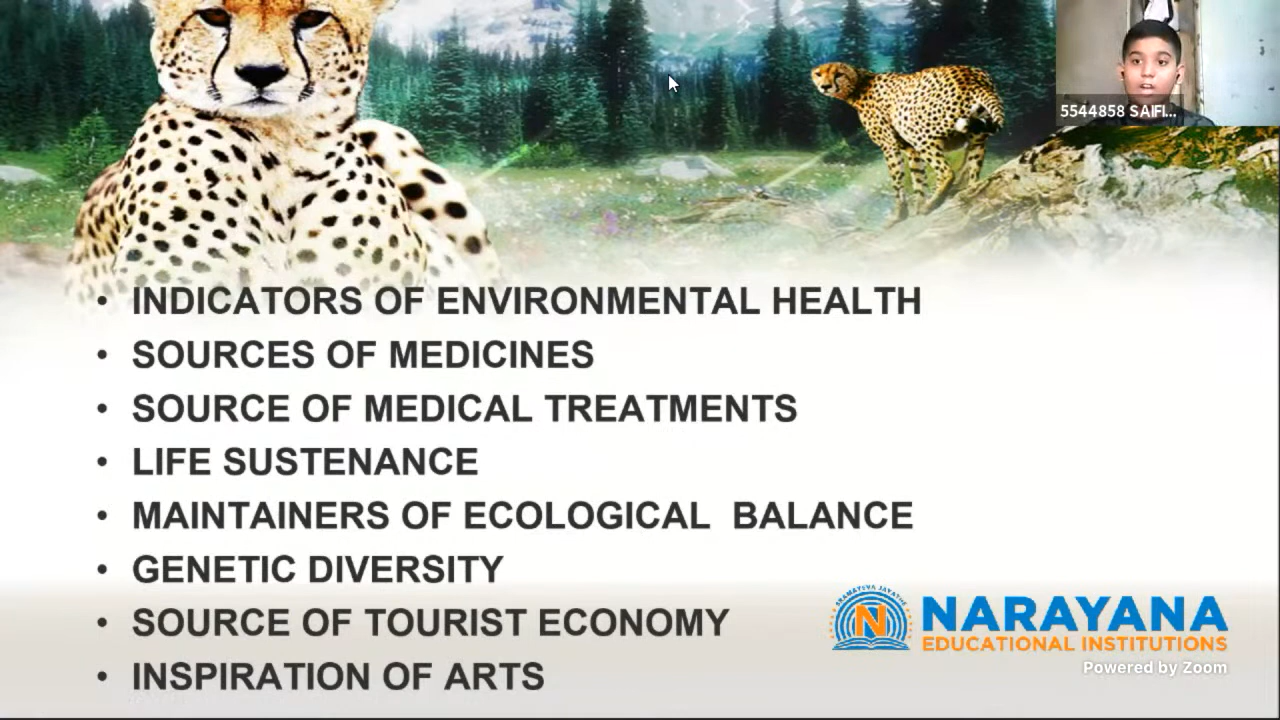 5544858 SAIFI...
• INDICATORS OF ENVIRONMENTAL HEALTH
• SOURCES OF MEDICINES
• SOURCE OF MEDICAL TREATMENTS
• LIFE SUSTENANCE
• MAINTAINERS OF ECOLOGICAL  BALANCE
• GENETIC DIVERSITY
• SOURCE OF TOURIST ECONOMY
• INSPIRATION OF ARTS
N
NARAYANA
EDUCATIONAL INSTITUTIONS
Powered by Zoom